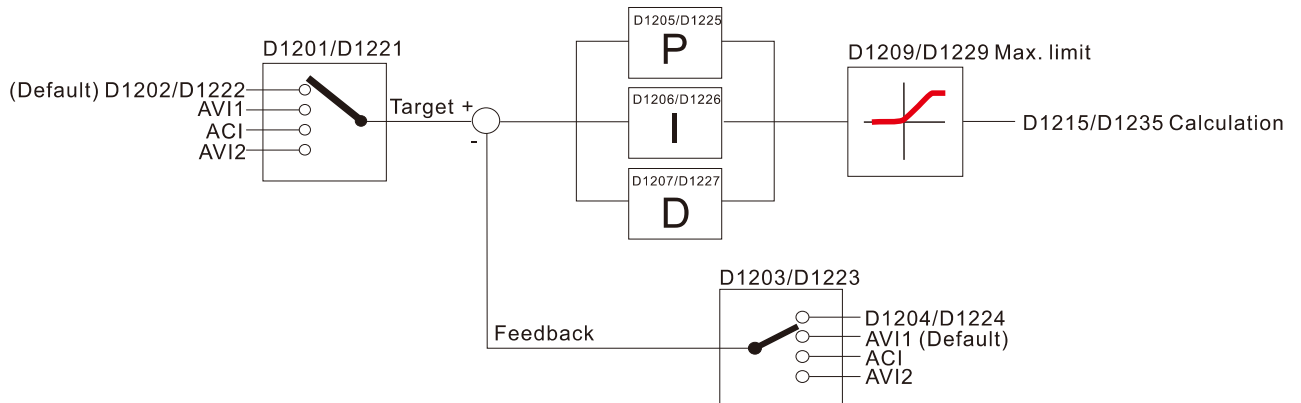 D1201/D1221
(Default) D1202/D1222
AVI1
ACI
AVI2
Target +
-
D1205/D1225
P
D1206/D1226
I
D1207/D1227
D
D1209/D1229 Max. limit
D1215/D1235 Calculation
Feedback
D1203/D1223
D1204/D1224
AVI1 (Default)
ACI
AVI2